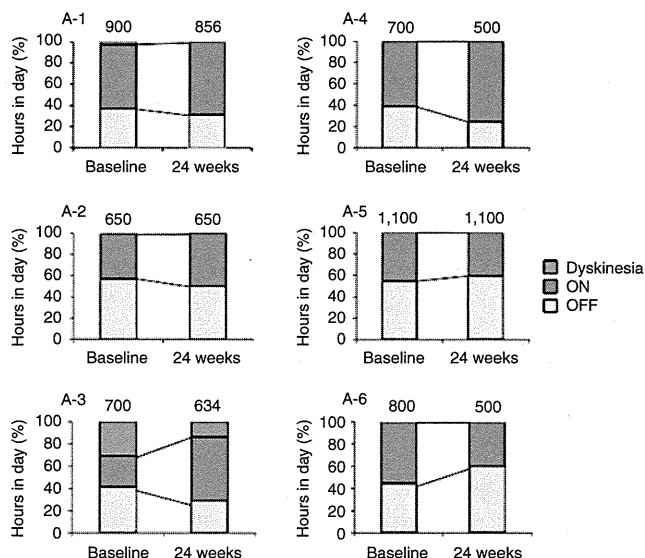 A-1
900 856
Hours in day (%)
100
80
60
40
20
0
Baseline 24 weeks
A-4
700 500
Hours in day (%)
100
80
60
40
20
0
Baseline 24 weeks
A-2
650 650
Hours in day (%)
100
80
60
40
20
0
Baseline 24 weeks
A-5
1,100 1,100
Hours in day (%)
100
80
60
40
20
0
Baseline 24 weeks
Dyskinesia
ON
OFF
A-3
700 634
Hours in day (%)
100
80
60
40
20
0
Baseline 24 weeks
A-6
800 500
Hours in day (%)
100
80
60
40
20
0
Baseline 24 weeks